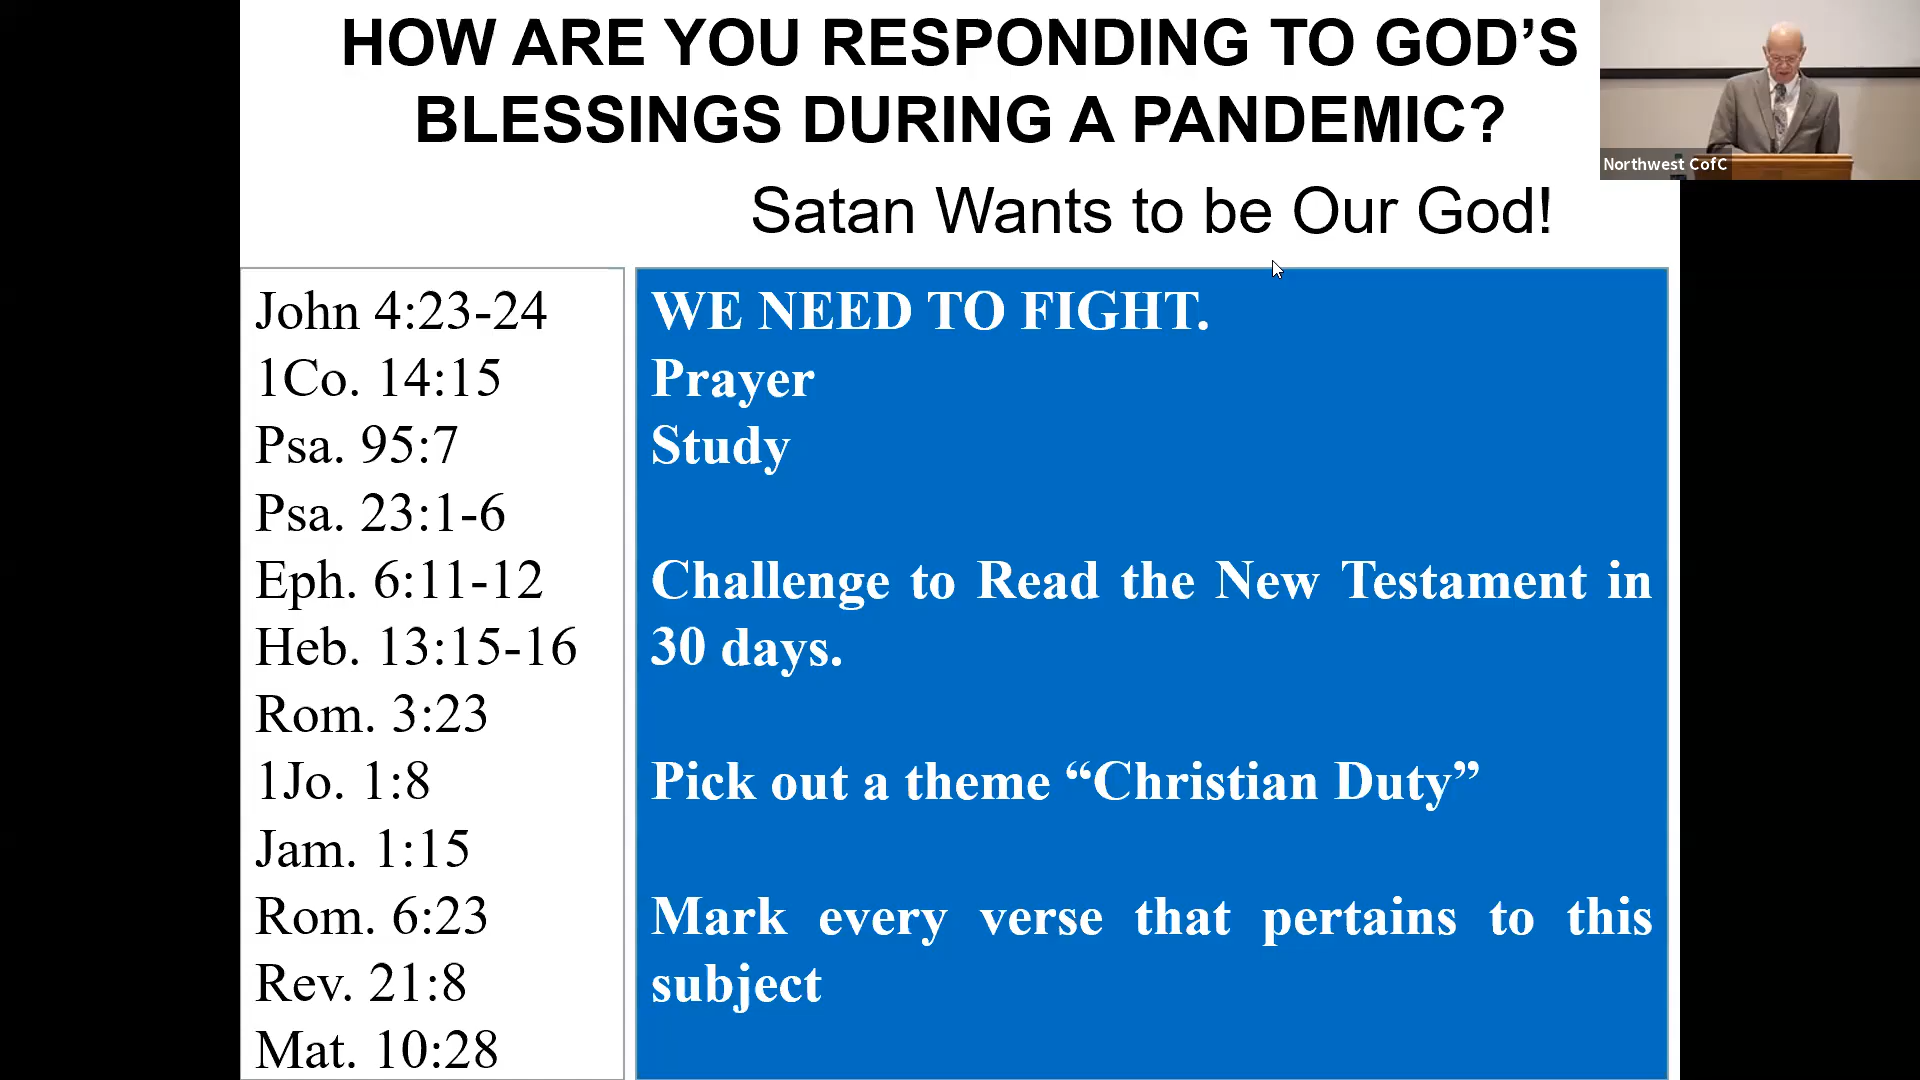 HOW ARE YOU RESPONDING TO GOD’S
BLESSINGS DURING A PANDEMIC?
Northwest CofC
Satan Wants to be Our God!
John 4:23-24
1Co. 14:15
Psa. 95:7
Psa. 23:1-6
Eph. 6:11-12
Heb. 13:15-16
Rom. 3:23
1Jo. 1:8
Jam. 1:15
Rom. 6:23
Rev. 21:8
Mat. 10:28
WE NEED TO FIGHT.
Prayer
Study
Challenge to Read the New Testament in
30 days.
Pick out a theme “Christian Duty”
Mark every verse that pertains to this
subject